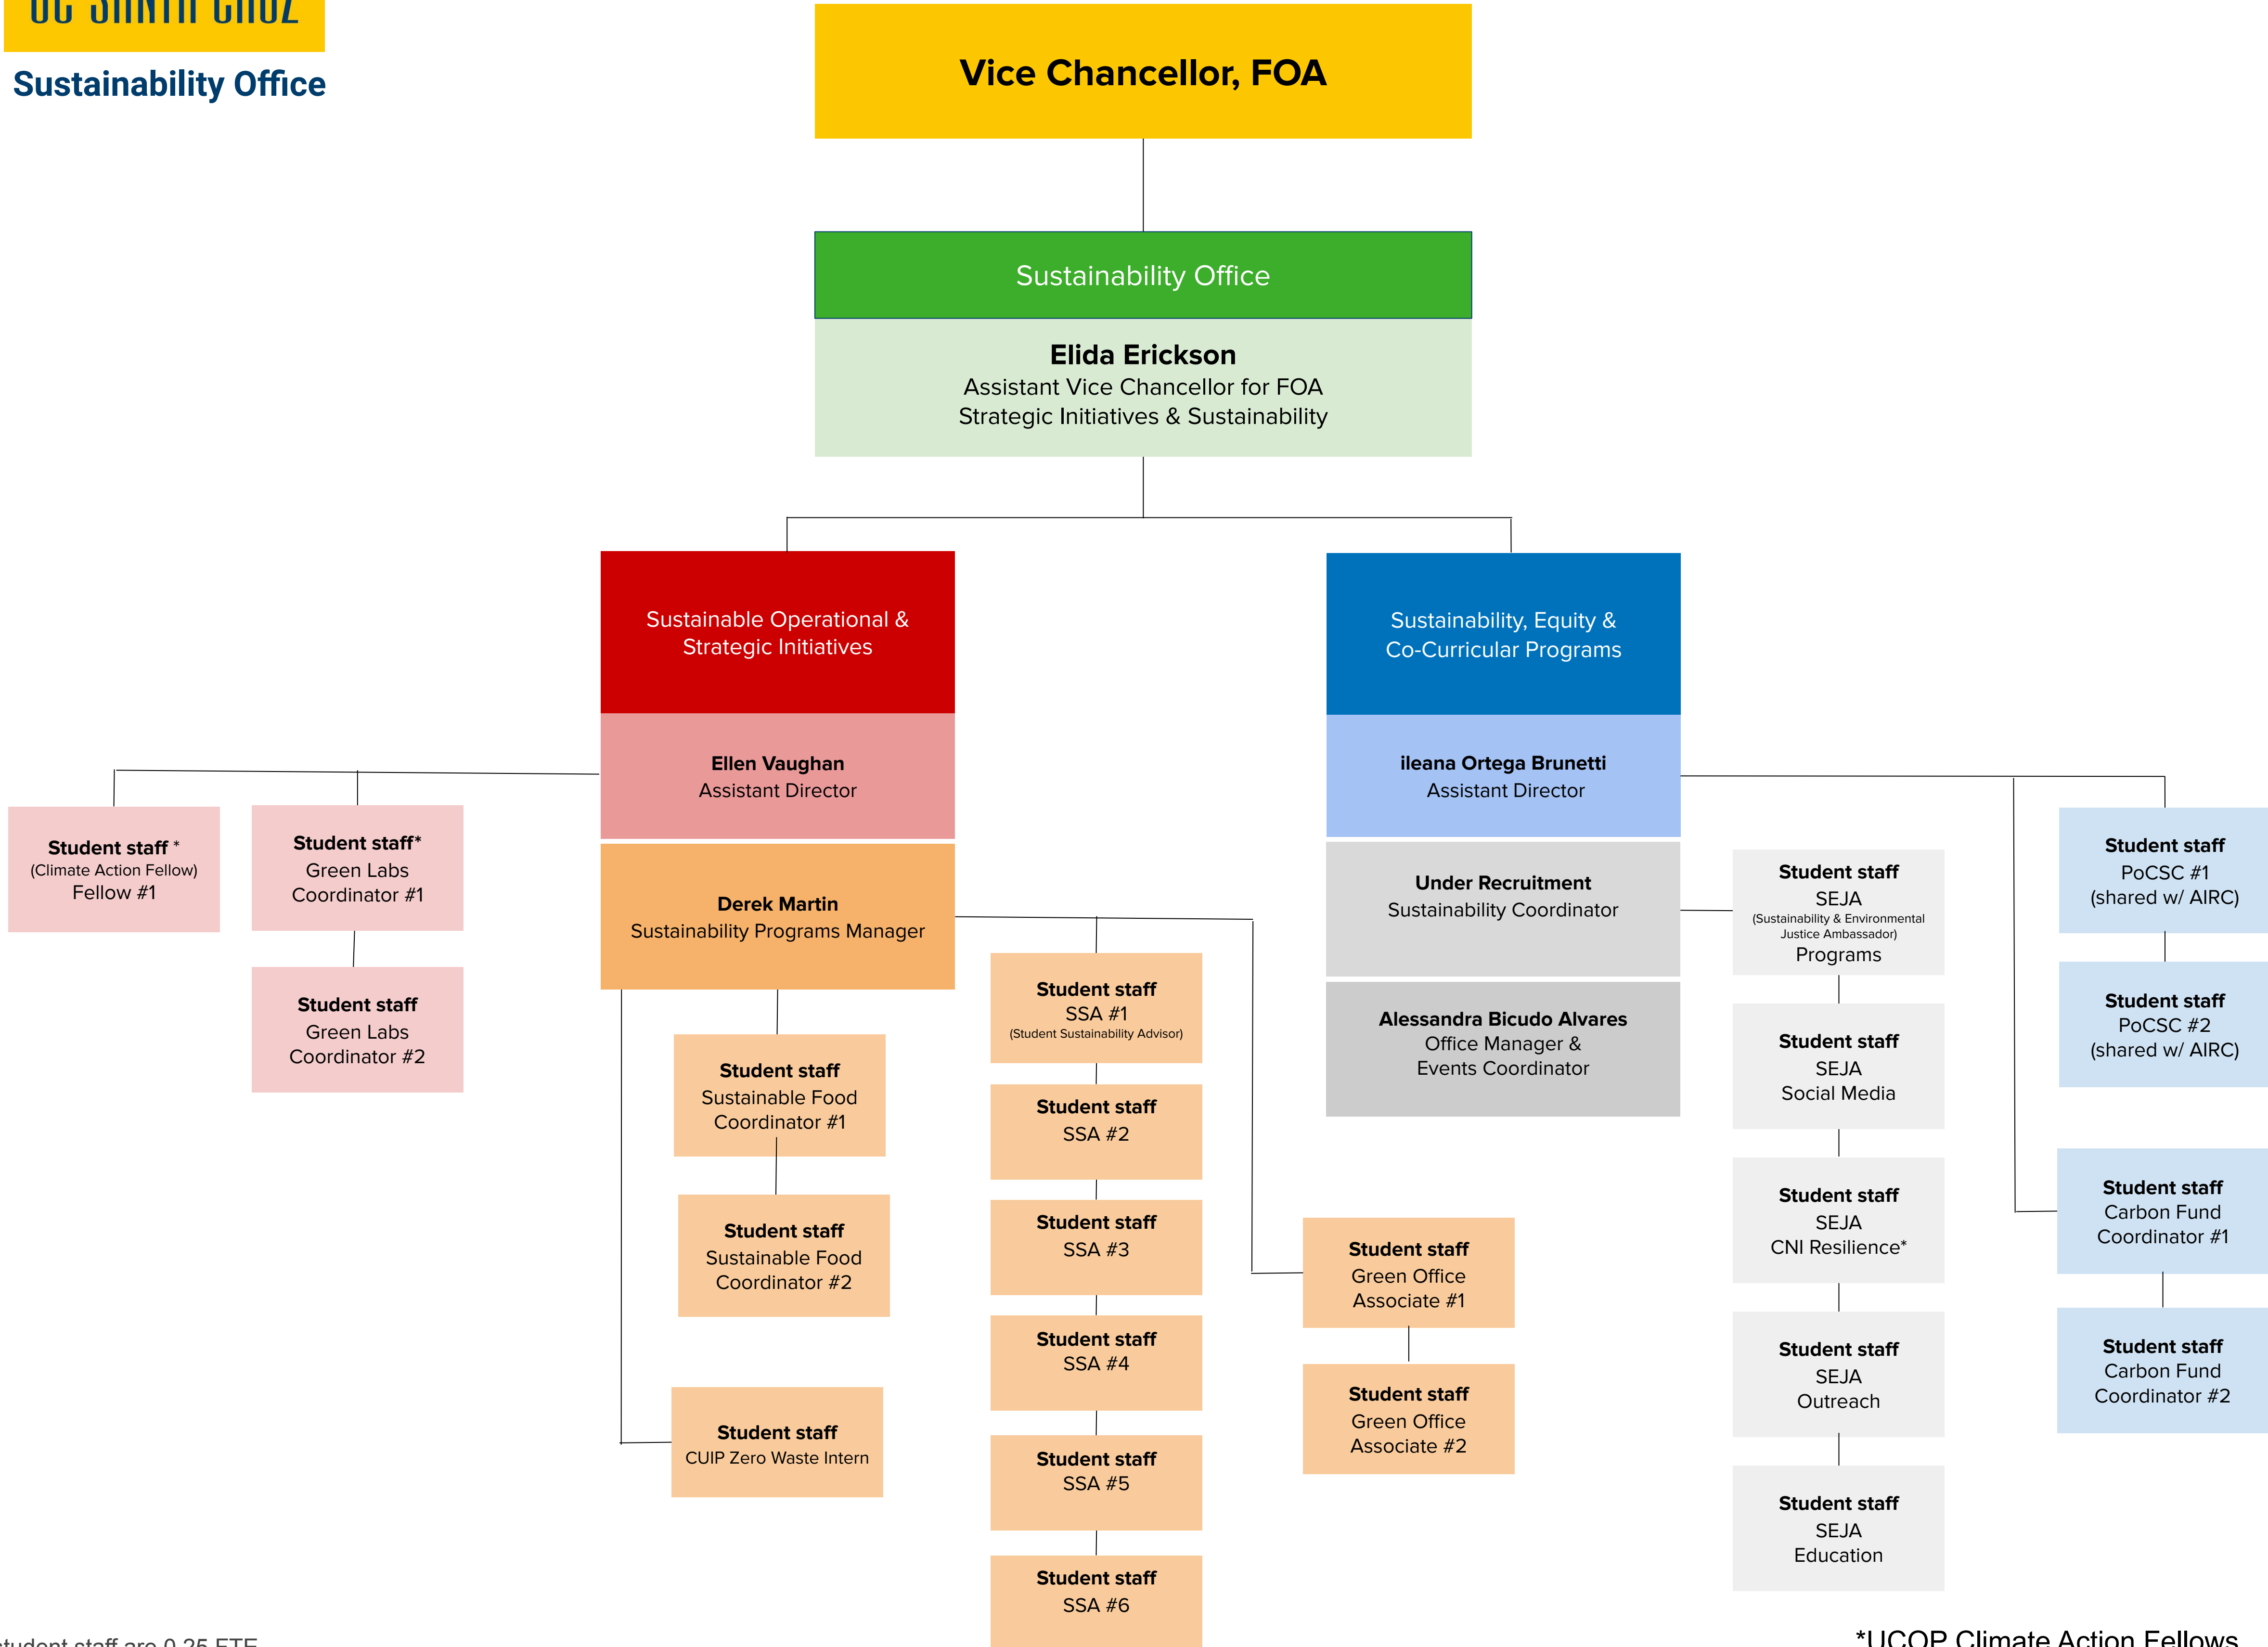 UC SANTA CRUZ
Sustainability Office
Vice Chancellor, FOA
Sustainability Office
Elida Erickson
Assistant Vice Chancellor for FOA
Strategic Initiatives & Sustainability
Sustainable Operational &
Strategic Initiatives
Ellen Vaughan
Assistant Director
Derek Martin
Sustainability Programs Manager
Sustainability, Equity &
Co-Curricular Programs
ileana Ortega Brunetti
Assistant Director
Under Recruitment
Sustainability Coordinator
Alessandra Bicudo Alvares
Office Manager &
Events Coordinator
Student staff *
(Climate Action Fellow)
Fellow #1
Student staff*
Green Labs
Coordinator #1
Student staff
Green Labs
Coordinator #2
Student staff
Sustainable Food
Coordinator #1
Student staff
Sustainable Food
Coordinator #2
Student staff
CUIP Zero Waste Intern
Student staff
SSA #1
(Student Sustainability Advisor)
Student staff
SSA #2
Student staff
SSA #3
Student staff
SSA #4
Student staff
SSA #5
Student staff
SSA #6
Student staff
Green Office
Associate #1
Student staff
Green Office
Associate #2
Student staff
SEJA
(Sustainability & Environmental
Justice Ambassador)
Programs
Student staff
SEJA
Social Media
Student staff
SEJA
CNI Resilience*
Student staff
SEJA
Outreach
Student staff
SEJA
Education
Student staff
PoCSC #1
(shared w/ AIRC)
Student staff
PoCSC #2
(shared w/ AIRC)
Student staff
Carbon Fund
Coordinator #1
Student staff
Carbon Fund
Coordinator #2
student staff are 0.25 FTE
*UCOP Climate Action Fellows